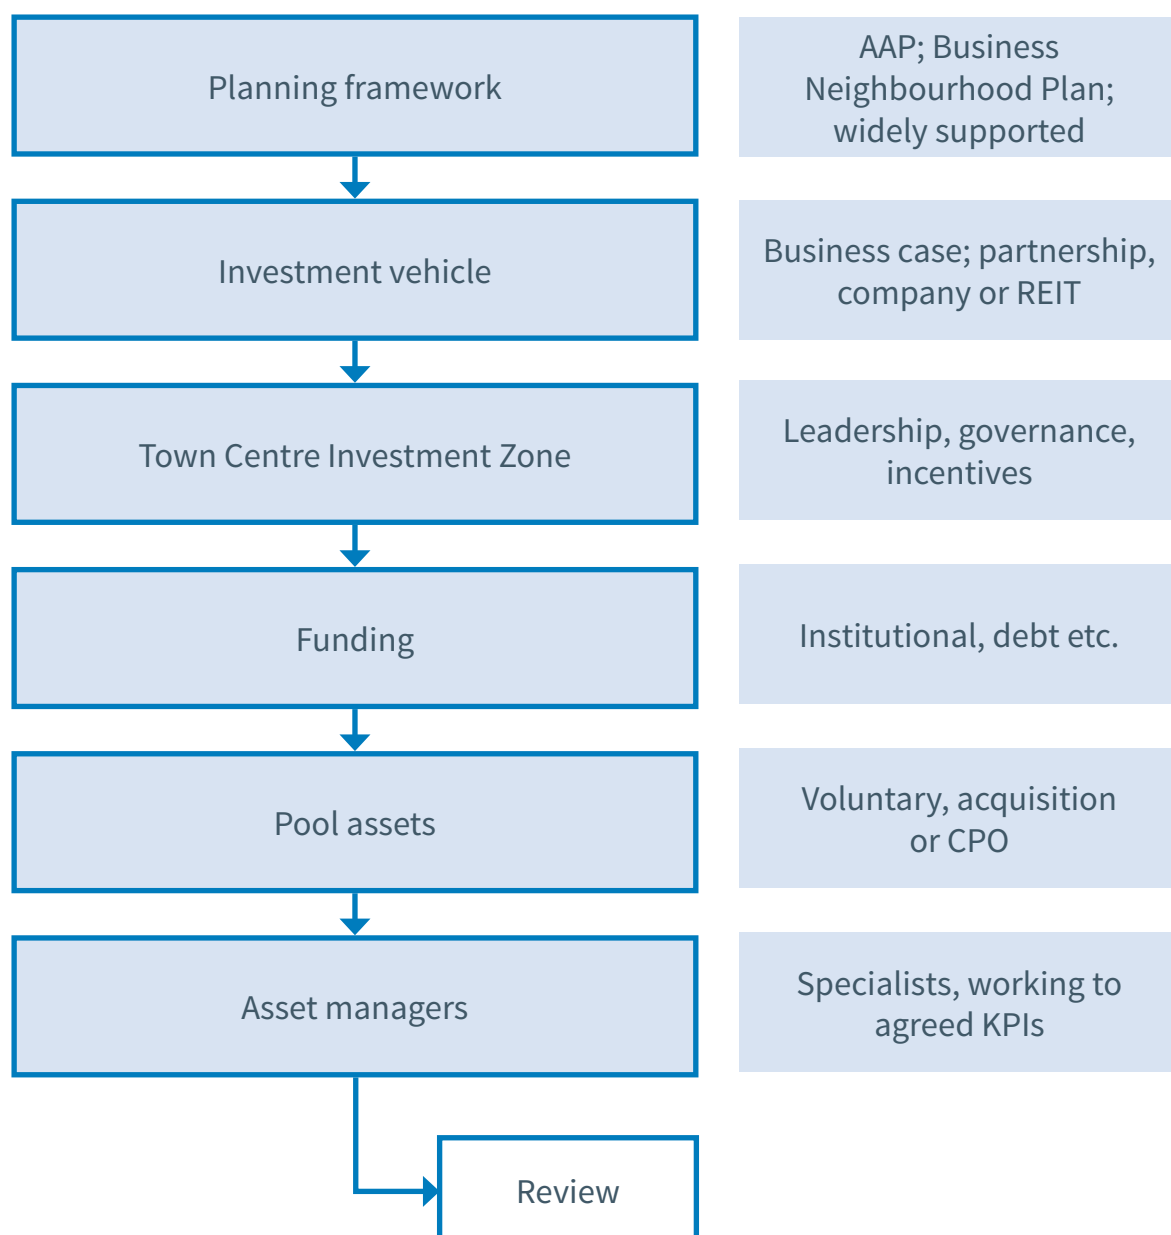 Planning framework
AAP; Business
Neighbourhood Plan;
widely supported
Investment vehicle
Business case; partnership,
company or REIT
Town Centre Investment Zone
Leadership, governance,
incentives
Funding
Institutional, debt etc.
Pool assets
Voluntary, acquisition
or CPO
Asset managers
Specialists, working to
agreed KPIs
Review